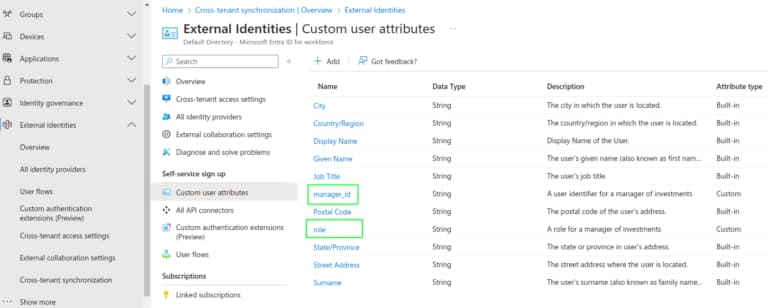 Groups
Devices
Applications
Protection
Identity governance
External Identities
Overview
All identity providers
User flows
Custom authentication
extensions (Preview)
Cross-tenant access settings
External collaboration settings
Cross-tenant synchronization
Show more
Home > Cross-tenant synchronization | Overview > External Identities
External Identities | Custom user attributes ...
Default Directory - Microsoft Entra ID for workforce
Search
«
Overview
Cross-tenant access settings
All identity providers
External collaboration settings
Diagnose and solve problems
Self-service sign up
Custom user attributes
All API connectors
Custom authentication extensions
(Preview)
User flows
Subscriptions
Linked subscriptions
+ Add Got feedback?
Name Data Type Description Attribute type
City String The city in which the user is located. Built-in
Country/Region String The country/region in which the user is located. Built-in
Display Name String Display Name of the User. Built-in
Given Name String The user's given name (also known as first nam... Built-in
Job Title String The user's job title Built-in
manager_id String A user identifier for a manager of investments Custom
Postal Code String The postal code of the user's address. Built-in
role String A role for a manager of investments Custom
State/Province String The state or province in user's address. Built-in
Street Address String The street address where the user is located. Built-in
Surname String The user's surname (also known as family name... Built-in